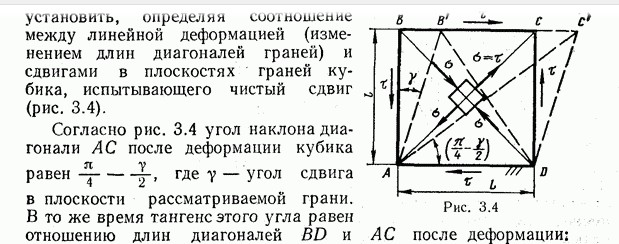 установить, определяя соотношение
между линейной деформацией (изме-
нением длин диагоналей граней) и
сдвигами в плоскостях граней ку-
бика, испытывающего чистый сдвиг
(рис. 3.4).
Согласно рис. 3.4 угол наклона диа-
гонали AC после деформации кубика
равен π/4 — γ/2, где γ — угол сдвига
в плоскости рассматриваемой грани.
В то же время тангенс этого угла равен
отношению длин диагоналей BD и AC после деформации:
B B' τ C C'
σ σ=τ
τ γ l σ σ τ
(π/4 − γ/2)
A τ L D
Рис. 3.4